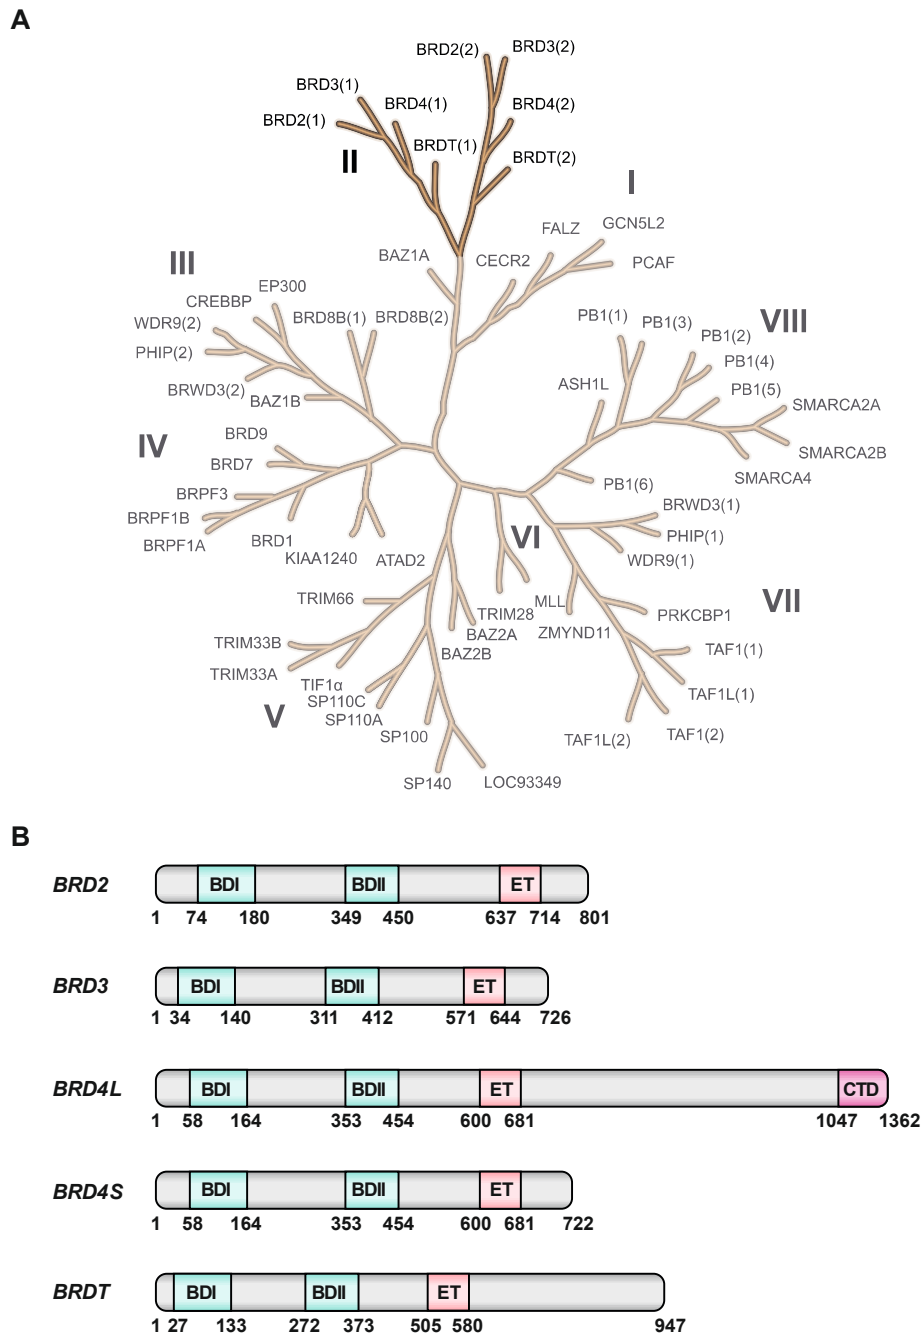 A
BRD2(2)
BRD3(2)
BRD3(1)
BRD4(1)
BRD4(2)
BRD2(1)
BRDT(1)
BRDT(2)
II
I
GCN5L2
FALZ
BAZ1A
CECR2
PCAF
III
EP300
CREBBP
WDR9(2)
BRD8B(1)
BRD8B(2)
PB1(1)
PB1(3)
VIII
PB1(2)
PHIP(2)
PB1(4)
BRWD3(2)
ASH1L
PB1(5)
BAZ1B
SMARCA2A
IV
BRD9
SMARCA2B
BRD7
SMARCA4
PB1(6)
BRPF3
BRWD3(1)
BRPF1B
PHIP(1)
BRPF1A
BRD1
VI
KIAA1240
ATAD2
WDR9(1)
TRIM66
MLL
VII
TRIM28
PRKCBP1
BAZ2A
ZMYND11
TRIM33B
BAZ2B
TAF1(1)
TRIM33A
TIF1α
SP110C
TAF1L(1)
V
SP110A
SP100
TAF1L(2)
TAF1(2)
SP140
LOC93349
B
BRD2
BDI
BDII
ET
1 74 180 349 450 637 714 801
BRD3
BDI
BDII
ET
1 34 140 311 412 571 644 726
BRD4L
BDI
BDII
ET
CTD
1 58 164 353 454 600 681 1047 1362
BRD4S
BDI
BDII
ET
1 58 164 353 454 600 681 722
BRDT
BDI
BDII
ET
1 27 133 272 373 505 580 947